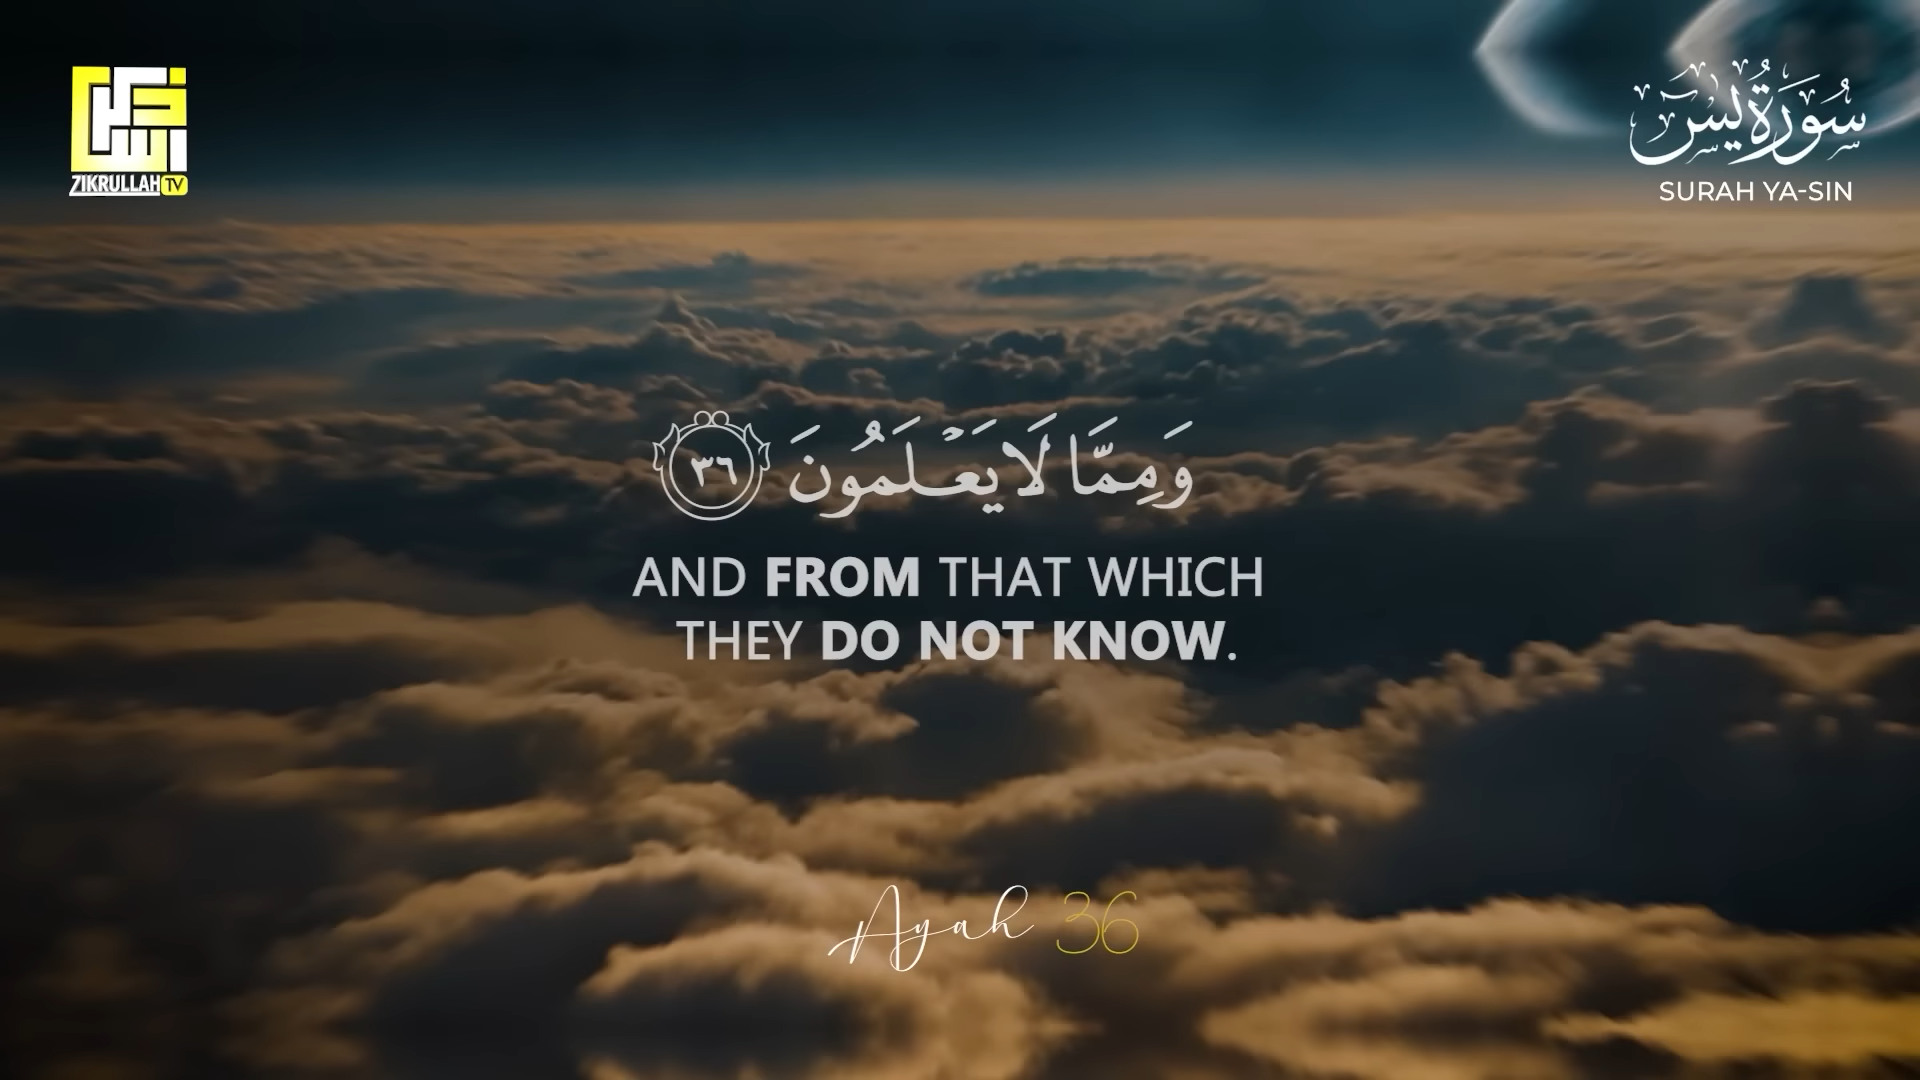 ZIKRULLAH TV
سُورَةُ يسٓ
SURAH YA-SIN
وَمِمَّا لَا يَعْلَمُونَ ٣٦
AND FROM THAT WHICH
THEY DO NOT KNOW.
Ayah 36